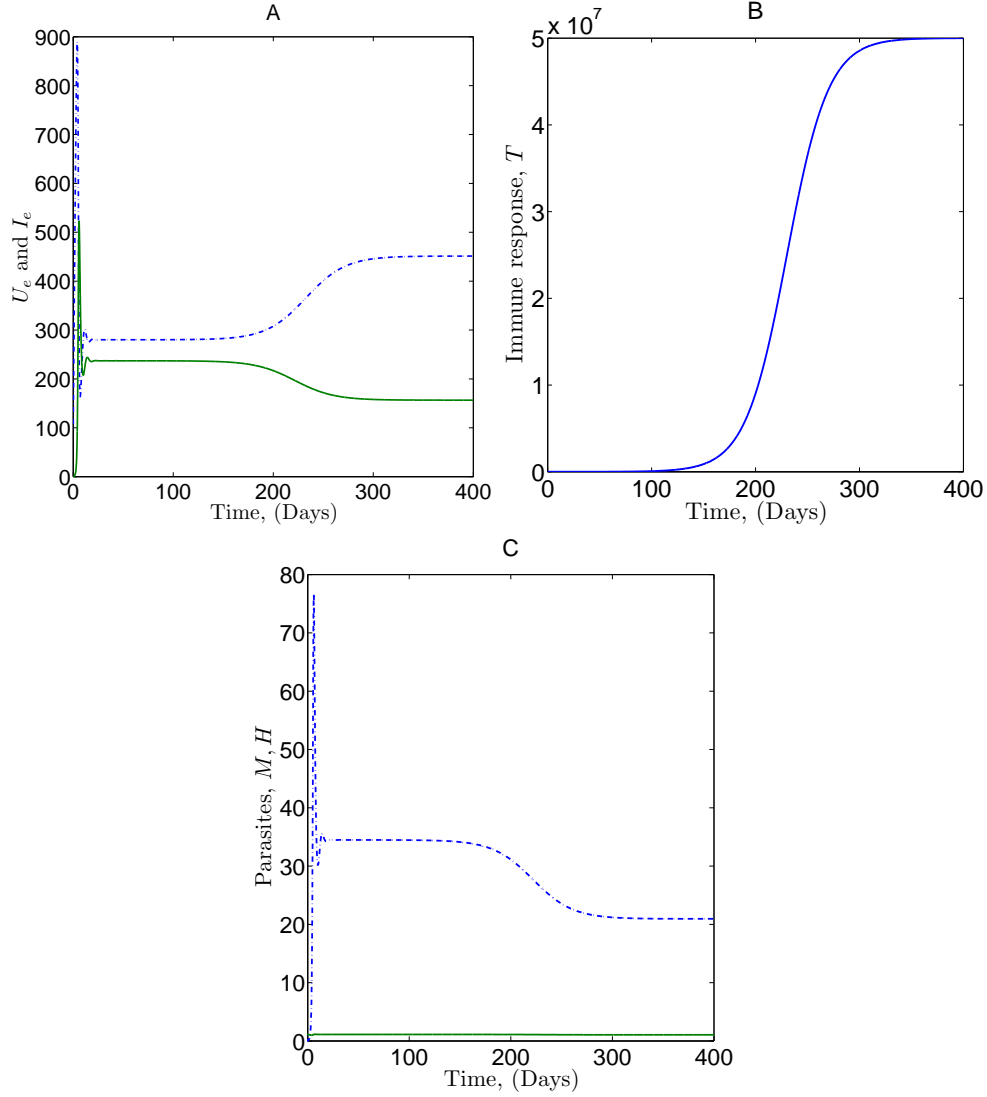 A
900
800
700
600
500
400
300
200
100
0
U_e and I_e
0 100 200 300 400
Time, (Days)
B
5 x 10^7
4
3
2
1
0
Immune response, T
0 100 200 300 400
Time, (Days)
C
80
70
60
50
40
30
20
10
0
Parasites, M, H
0 100 200 300 400
Time, (Days)